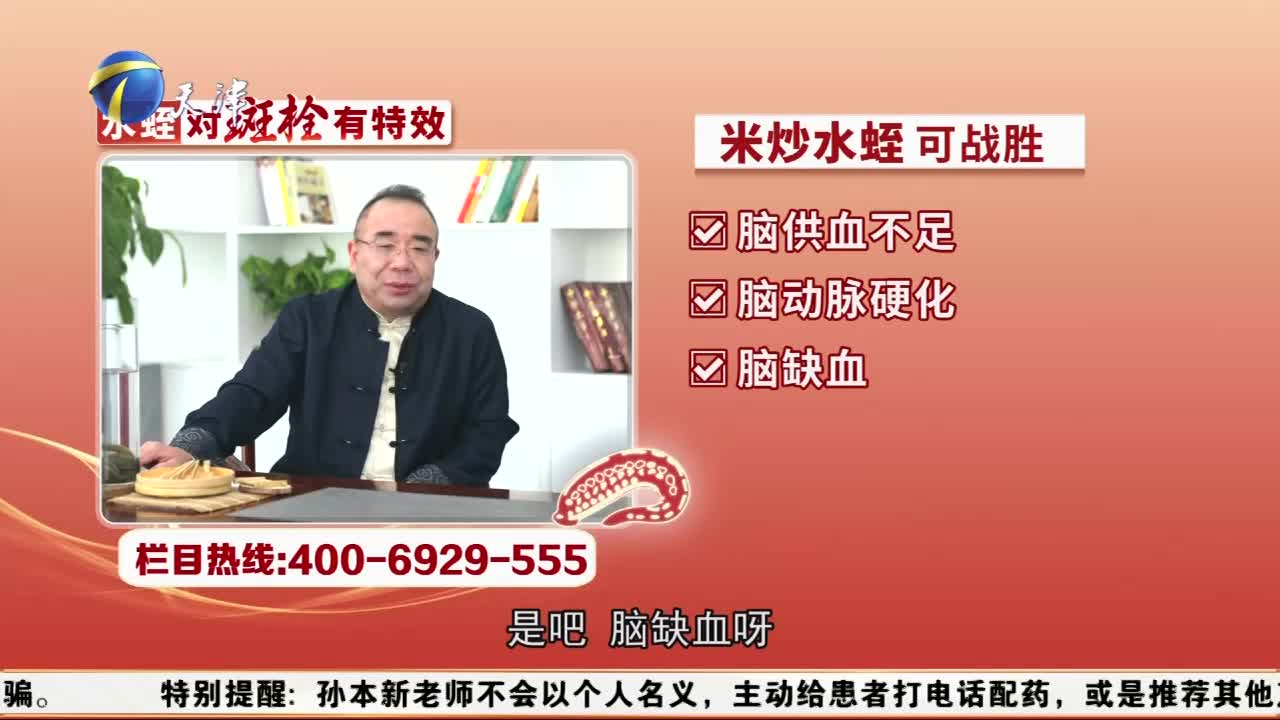 天津
水蛭 对斑栓有特效
米炒水蛭 可战胜
脑供血不足
脑动脉硬化
脑缺血
栏目热线:400-6929-555
是吧 脑缺血呀
骗。 特别提醒：孙本新老师不会以个人名义，主动给患者打电话配药，或是推荐其他